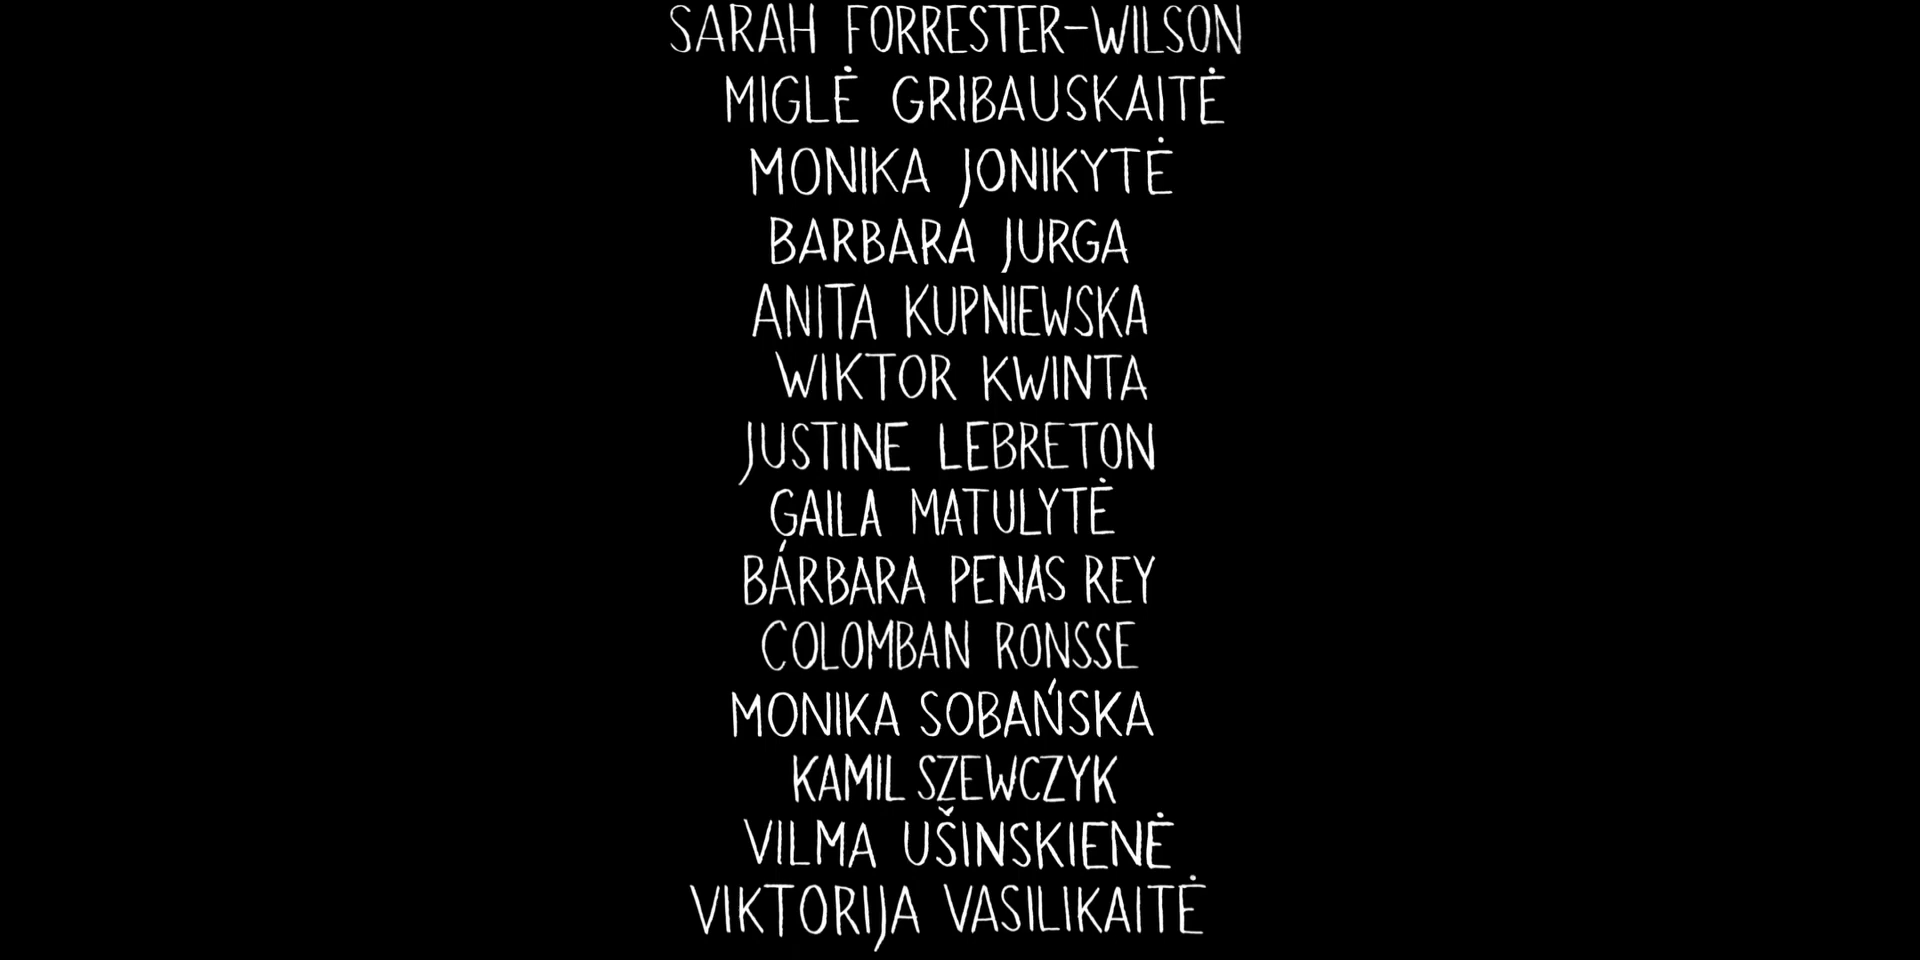 SARAH FORRESTER-WILSON
MIGLĖ GRIBAUSKAITĖ
MONIKA JONIKYTĖ
BARBARA JURGA
ANITA KUPNIEWSKA
WIKTOR KWINTA
JUSTINE LEBRETON
GAILA MATULYTĖ
BÁRBARA PENAS REY
COLOMBAN RONSSE
MONIKA SOBAŃSKA
KAMIL SZEWCZYK
VILMA UŠINSKIENĖ
VIKTORIJA VASILIKAITĖ